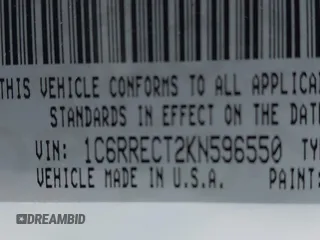 THIS VEHICLE CONFORMS TO ALL APPLICA
STANDARDS IN EFFECT ON THE DAT
VIN: 1C6RRECT2KN596550 TY
VEHICLE MADE IN U.S.A. PAINT:
DREAMBID